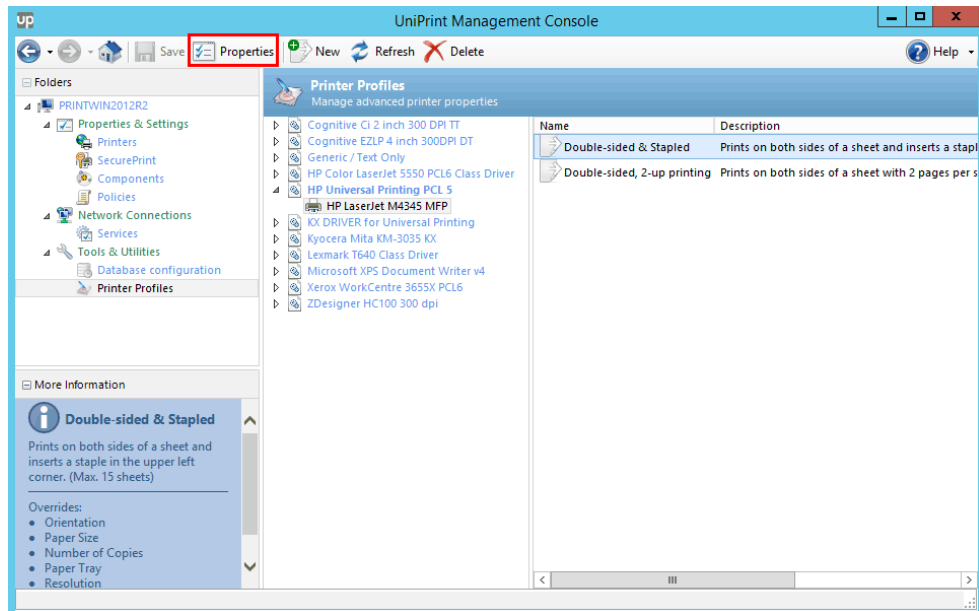 up UniPrint Management Console
Save Properties New Refresh Delete Help
Folders
PRINTWIN2012R2
Properties & Settings
Printers
SecurePrint
Components
Policies
Network Connections
Services
Tools & Utilities
Database configuration
Printer Profiles
More Information
Double-sided & Stapled
Prints on both sides of a sheet and
inserts a staple in the upper left
corner. (Max. 15 sheets)
Overrides:
• Orientation
• Paper Size
• Number of Copies
• Paper Tray
• Resolution
Printer Profiles
Manage advanced printer properties
Cognitive Ci 2 inch 300 DPI TT
Cognitive EZLP 4 inch 300DPI DT
Generic / Text Only
HP Color LaserJet 5550 PCL6 Class Driver
HP Universal Printing PCL 5
HP LaserJet M4345 MFP
KX DRIVER for Universal Printing
Kyocera Mita KM-3035 KX
Lexmark T640 Class Driver
Microsoft XPS Document Writer v4
Xerox WorkCentre 3655X PCL6
ZDesigner HC100 300 dpi
Name Description
Double-sided & Stapled Prints on both sides of a sheet and inserts a stapl
Double-sided, 2-up printing Prints on both sides of a sheet with 2 pages per s